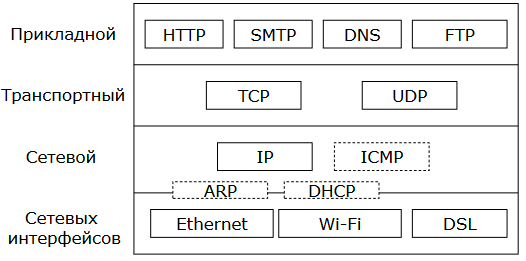 Прикладной HTTP SMTP DNS FTP
Транспортный TCP UDP
Сетевой IP ICMP
ARP DHCP
Сетевых
интерфейсов Ethernet Wi-Fi DSL